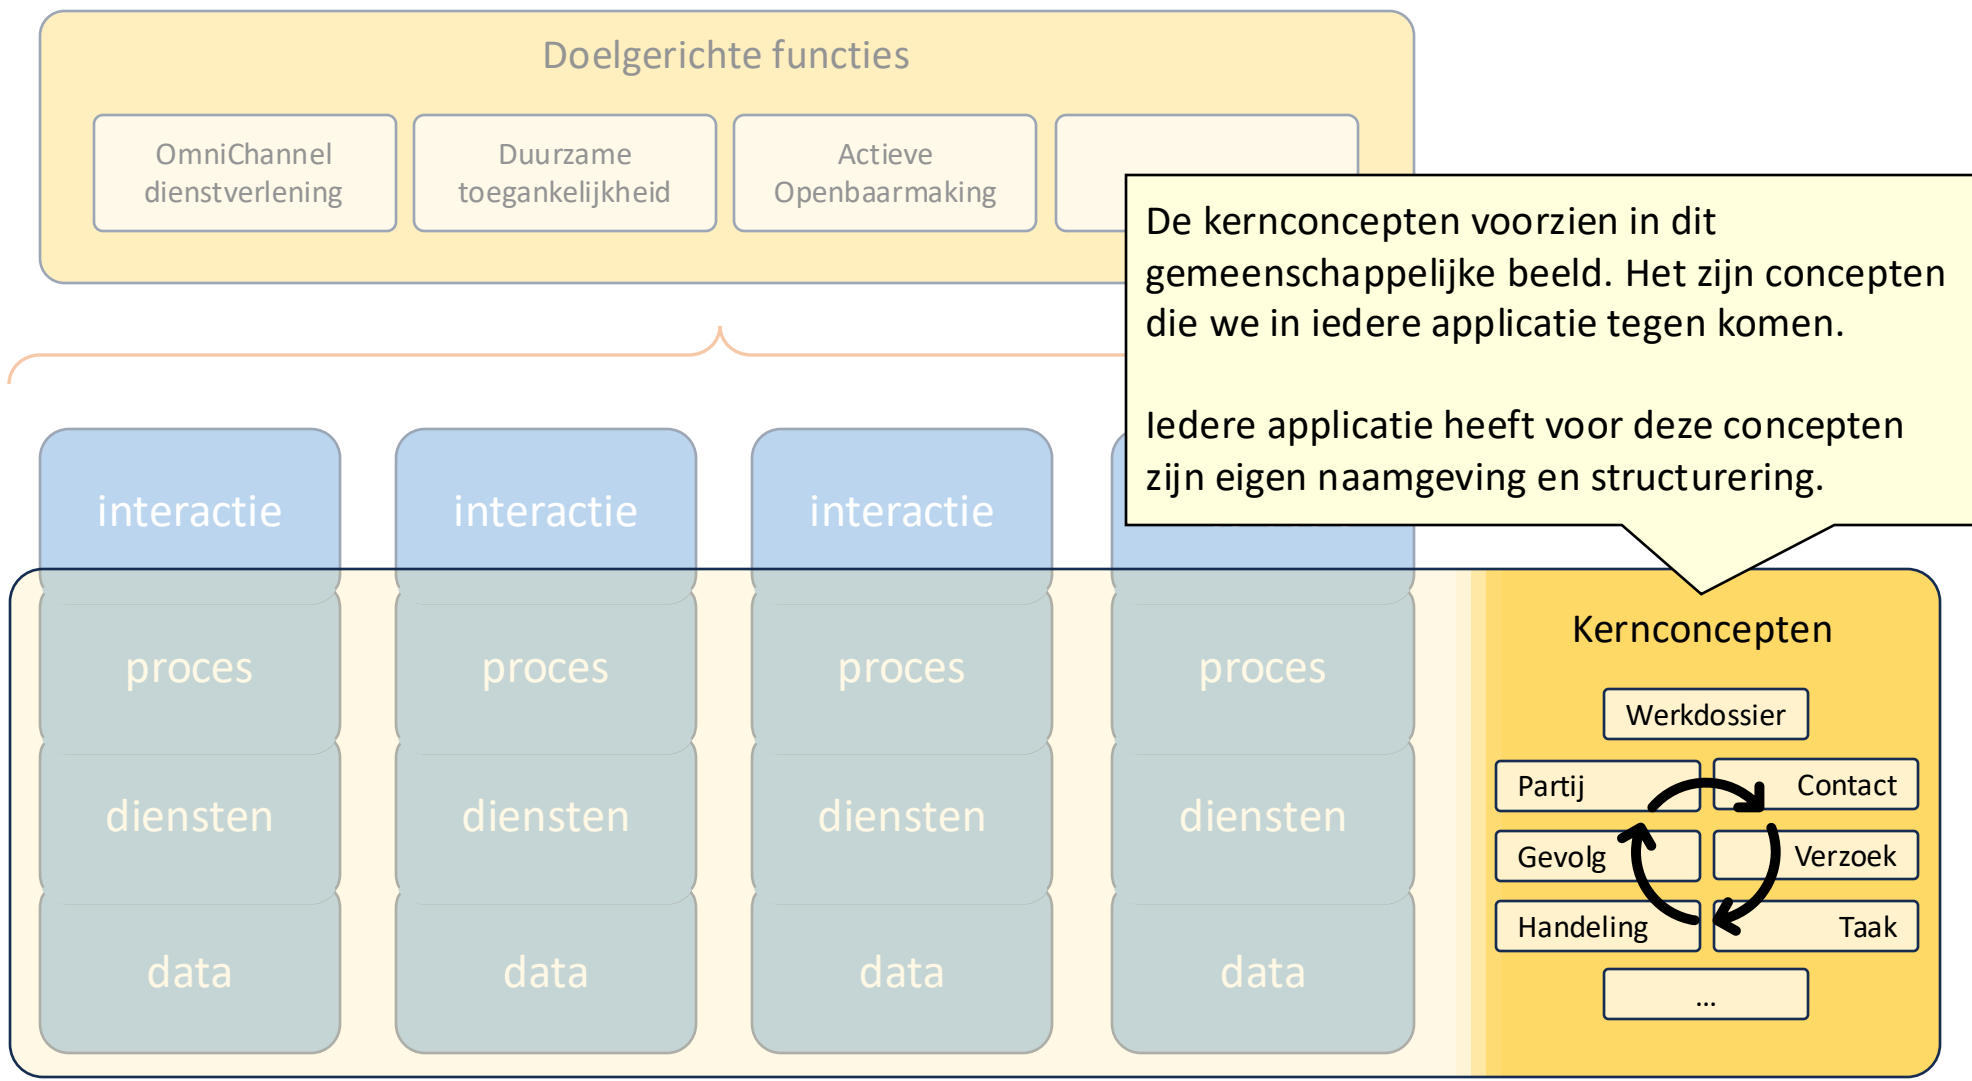 Doelgerichte functies
OmniChannel
dienstverlening
Duurzame
toegankelijkheid
Actieve
Openbaarmaking
De kernconcepten voorzien in dit
gemeenschappelijke beeld. Het zijn concepten
die we in iedere applicatie tegen komen.
Iedere applicatie heeft voor deze concepten
zijn eigen naamgeving en structurering.
interactie
interactie
interactie
proces
proces
proces
proces
diensten
diensten
diensten
diensten
data
data
data
data
Kernconcepten
Werkdossier
Partij
Contact
Gevolg
Verzoek
Handeling
Taak
...